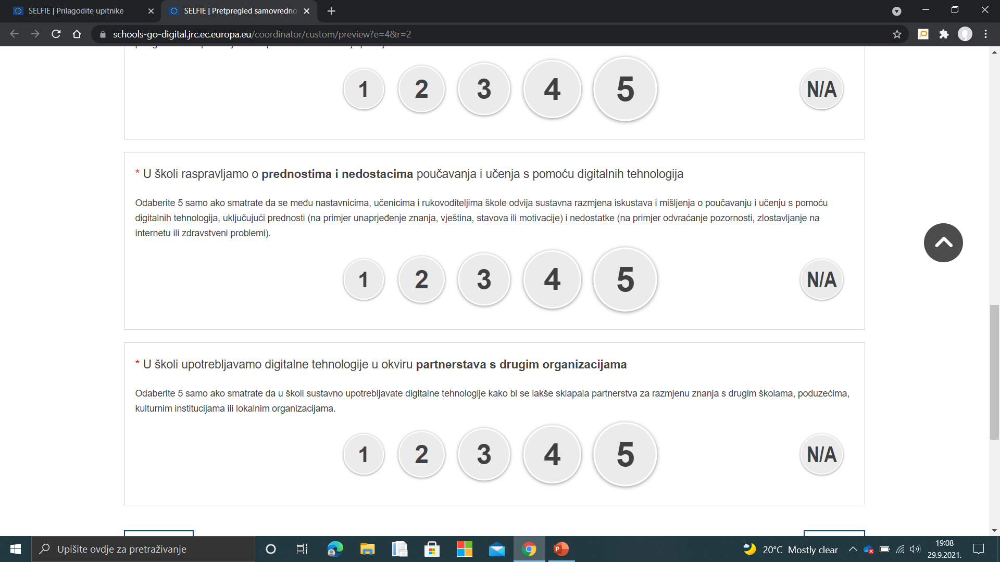 SELFIE | Prilagodite upitnike
SELFIE | Pretpregled samovredno
schools-go-digital.jrc.ec.europa.eu/coordinator/custom/preview?e=4&r=2
1 2 3 4 5 N/A
* U školi raspravljamo o prednostima i nedostacima poučavanja i učenja s pomoću digitalnih tehnologija
Odaberite 5 samo ako smatrate da se među nastavnicima, učenicima i rukovoditeljima škole odvija sustavna razmjena iskustava i mišljenja o poučavanju i učenju s pomoću
digitalnih tehnologija, uključujući prednosti (na primjer unaprjeđenje znanja, vještina, stavova ili motivacije) i nedostatke (na primjer odvraćanje pozornosti, zlostavljanje na
internetu ili zdravstveni problemi).
1 2 3 4 5 N/A
* U školi upotrebljavamo digitalne tehnologije u okviru partnerstava s drugim organizacijama
Odaberite 5 samo ako smatrate da u školi sustavno upotrebljavate digitalne tehnologije kako bi se lakše sklapala partnerstva za razmjenu znanja s drugim školama, poduzećima,
kulturnim institucijama ili lokalnim organizacijama.
1 2 3 4 5 N/A
Upišite ovdje za pretraživanje
P
20°C Mostly clear
19:08
29.9.2021.